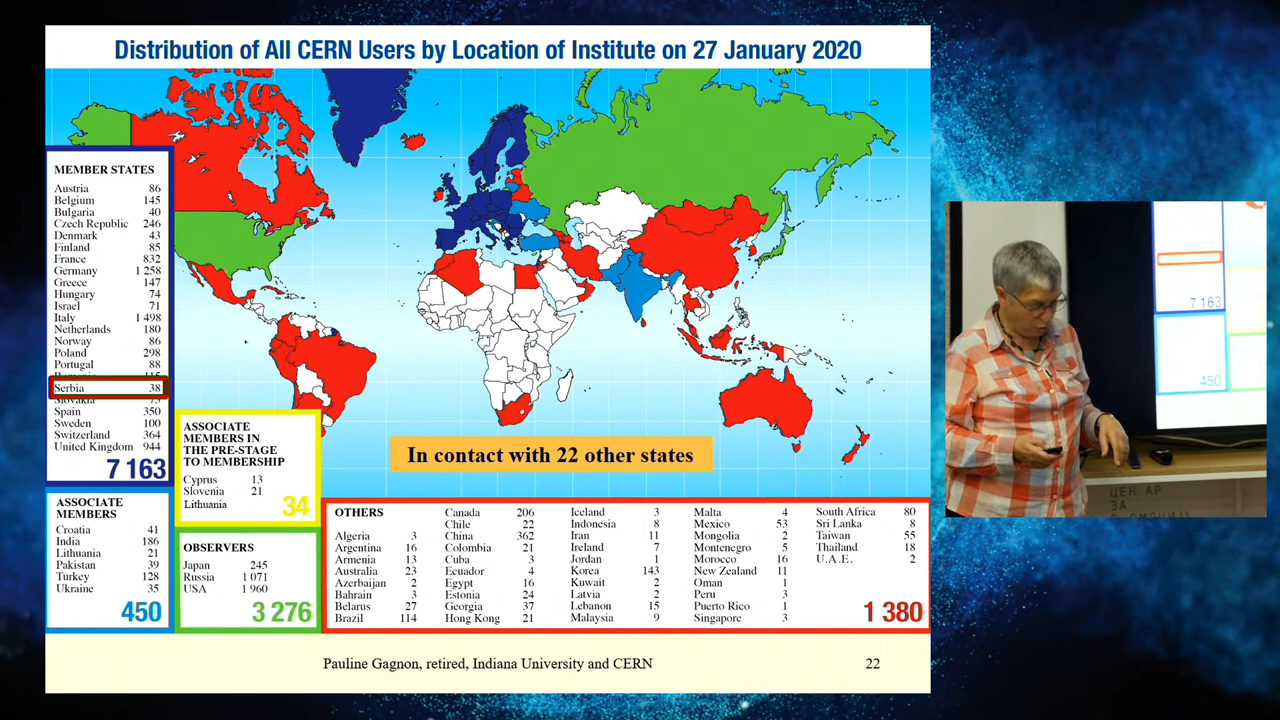 Distribution of All CERN Users by Location of Institute on 27 January 2020
MEMBER STATES
Austria 86
Belgium 145
Bulgaria 40
Czech Republic 246
Denmark 43
Finland 85
France 832
Germany 1 258
Greece 147
Hungary 74
Israel 71
Italy 1 498
Netherlands 180
Norway 86
Poland 298
Portugal 88
Serbia 38
Slovakia
Spain 350
Sweden 100
Switzerland 364
United Kingdom 944
7 163
ASSOCIATE
MEMBERS
Croatia 41
India 186
Lithuania 21
Pakistan 39
Turkey 128
Ukraine 35
450
ASSOCIATE
MEMBERS IN
THE PRE-STAGE
TO MEMBERSHIP
Cyprus 13
Slovenia 21
Lithuania
34
OBSERVERS
Japan 245
Russia 1 071
USA 1 960
3 276
In contact with 22 other states
OTHERS
Algeria 3
Argentina 16
Armenia 13
Australia 23
Azerbaijan 2
Bahrain 3
Belarus 27
Brazil 114
Canada 206
Chile 22
China 362
Colombia 21
Cuba 3
Ecuador 4
Egypt 16
Estonia 24
Georgia 37
Hong Kong 21
Iceland 3
Indonesia 8
Iran 11
Ireland 7
Jordan 1
Korea 143
Kuwait 2
Latvia 2
Lebanon 15
Malaysia 9
Malta 4
Mexico 53
Mongolia 2
Montenegro 5
Morocco 16
New Zealand 11
Oman 1
Peru 3
Puerto Rico 1
Singapore 3
South Africa 80
Sri Lanka 8
Taiwan 55
Thailand 18
U.A.E. 2
1 380
Pauline Gagnon, retired, Indiana University and CERN 22
7 163
450
ЦЕН АР
ЗА